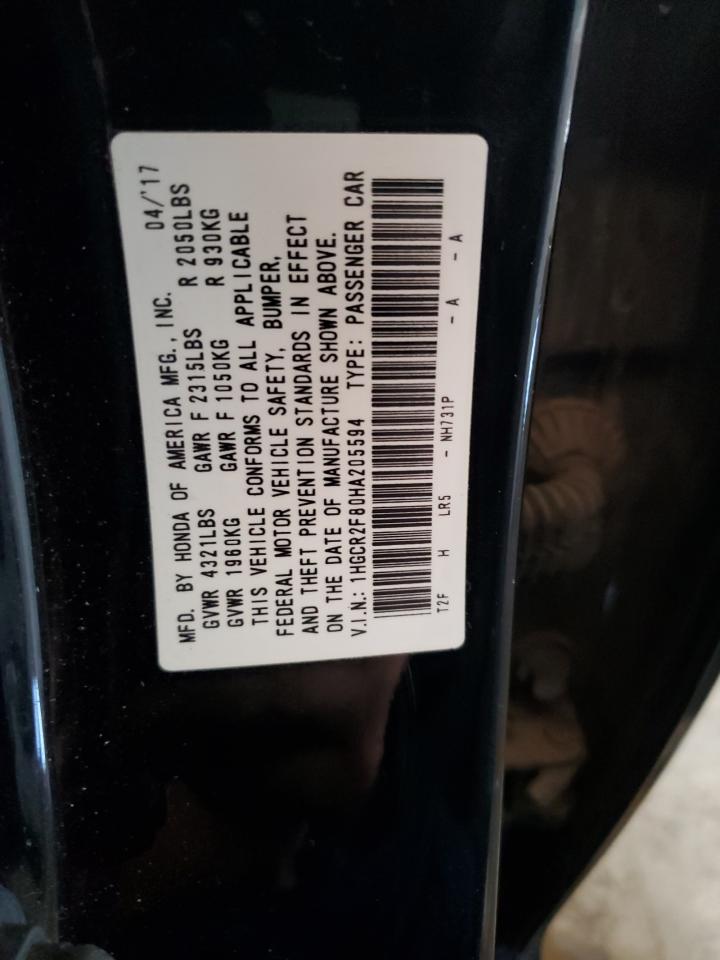 MFD. BY HONDA OF AMERICA MFG., INC. 04/'17
GVWR 4321LBS GAWR F 2315LBS R 2050LBS
GVWR 1960KG GAWR F 1050KG R 930KG
THIS VEHICLE CONFORMS TO ALL APPLICABLE
FEDERAL MOTOR VEHICLE SAFETY, BUMPER,
AND THEFT PREVENTION STANDARDS IN EFFECT
ON THE DATE OF MANUFACTURE SHOWN ABOVE.
V.I.N.: 1HGCR2F80HA205594 TYPE: PASSENGER CAR
T2F H LR5 - NH731P - A - A